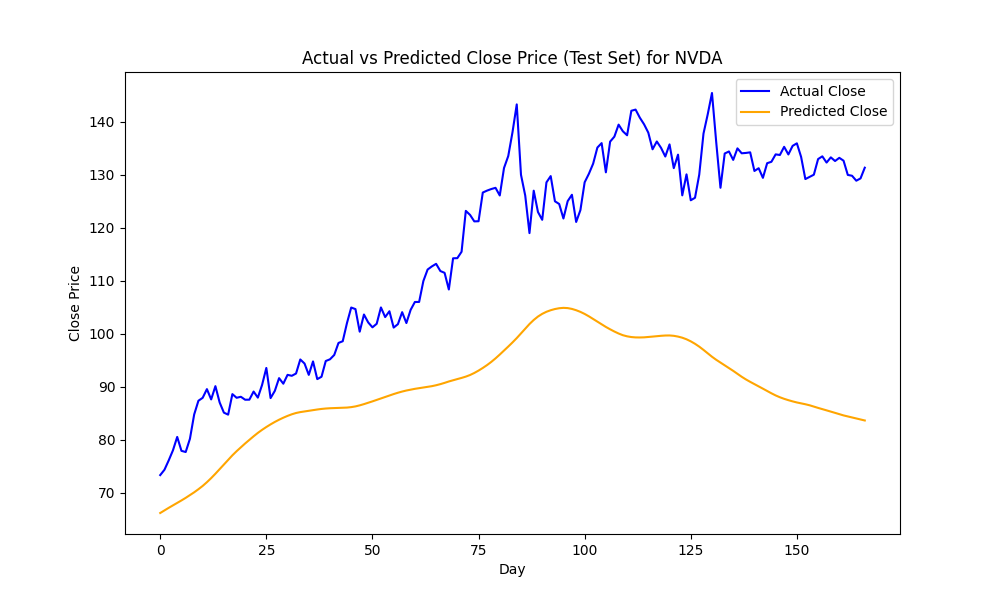 Actual vs Predicted Close Price (Test Set) for NVDA
Actual Close
Predicted Close
Close Price
140
130
120
110
100
90
80
70
0 25 50 75 100 125 150
Day